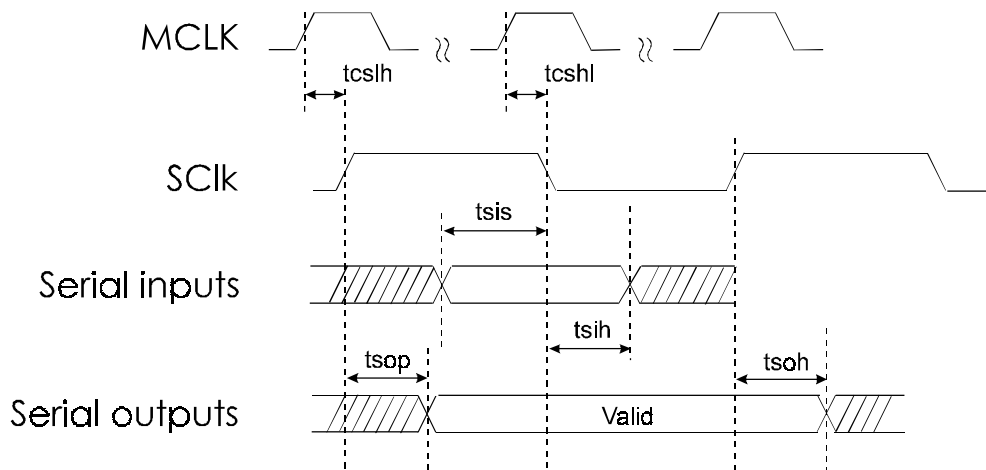 MCLK
tcslh
tcshl
SClk
tsis
Serial inputs
tsih
tsop
tsoh
Serial outputs
Valid